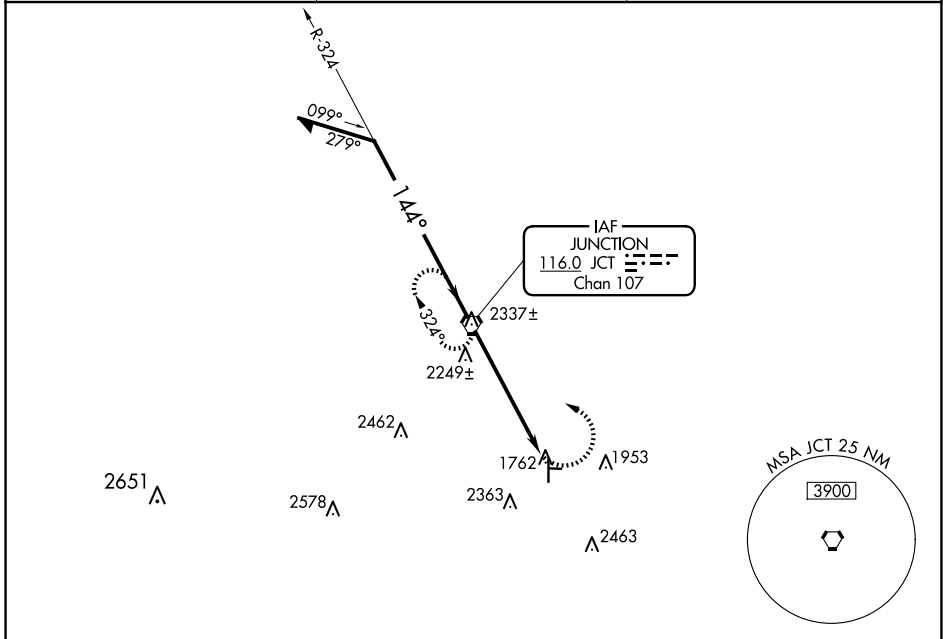 R-324
099°
279°
144°
IAF
JUNCTION
116.0 JCT
Chan 107
324°
2337±
2249±
2462
1762
1953
2651
2578
2363
2463
MSA JCT 25 NM
3900